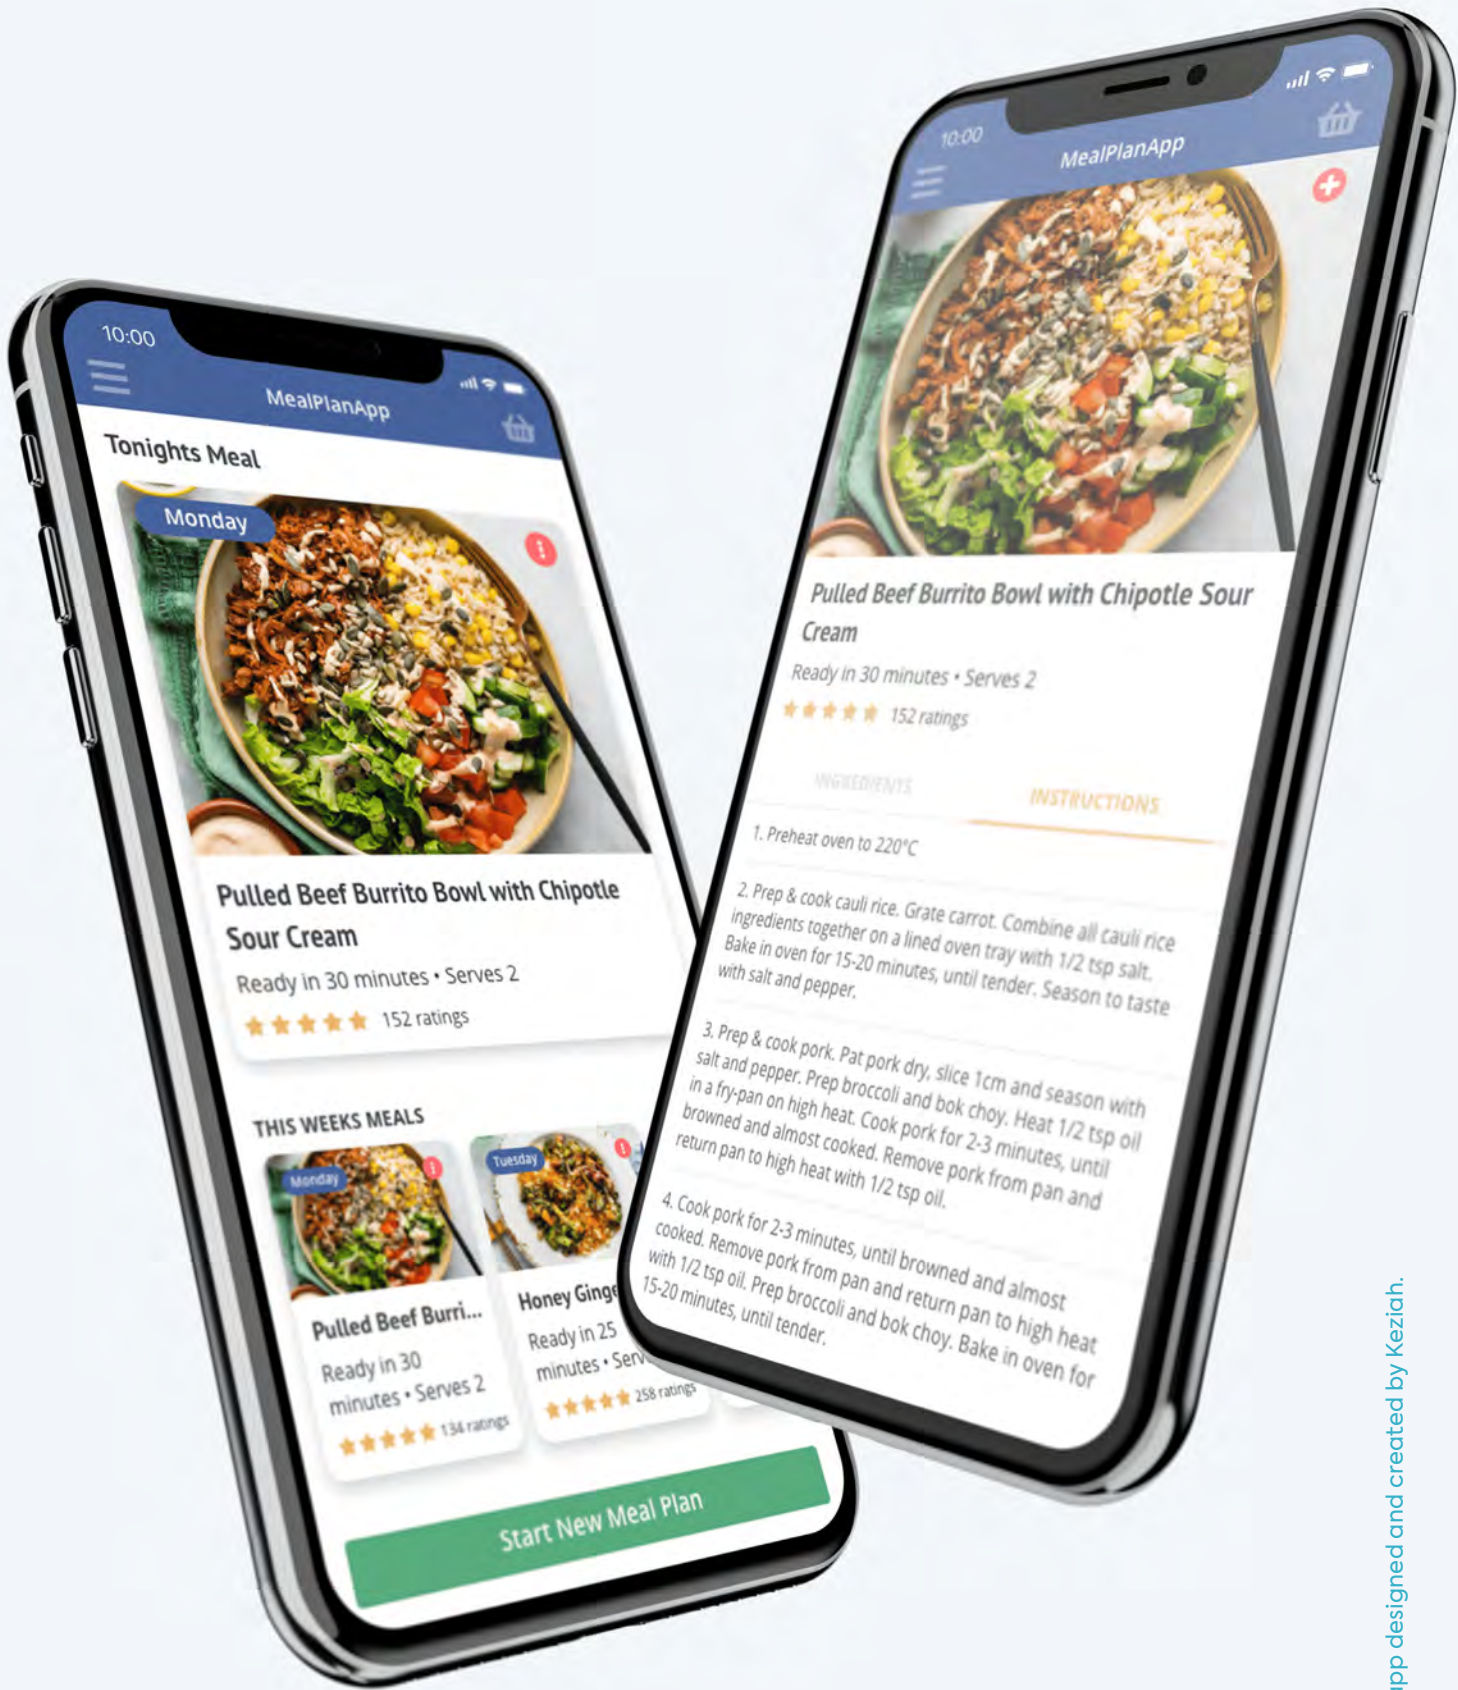 10:00
MealPlanApp
Tonights Meal
Monday
Pulled Beef Burrito Bowl with Chipotle
Sour Cream
Ready in 30 minutes • Serves 2
152 ratings
THIS WEEKS MEALS
Monday
Pulled Beef Burri...
Ready in 30
minutes • Serves 2
134 ratings
Tuesday
Honey
Ready in 25
minutes •
258 ratings
Start New Meal Plan
10:00
MealPlanApp
Pulled Beef Burrito Bowl with Chipotle Sour
Cream
Ready in 30 minutes • Serves 2
152 ratings
INGREDIENTS
INSTRUCTIONS
1. Preheat oven to 220°C
2. Prep & cook cauli rice. Grate carrot. Combine all cauli rice
ingredients together on a lined oven tray with 1/2 tsp salt.
Bake in oven for 15-20 minutes, until tender. Season to taste
with salt and pepper.
3. Prep & cook pork. Pat pork dry, slice 1cm and season with
salt and pepper. Prep broccoli and bok choy. Heat 1/2 tsp oil
in a fry-pan on high heat. Cook pork for 2-3 minutes, until
browned and almost cooked. Remove pork from pan and
return pan to high heat with 1/2 tsp oil.
4. Cook pork for 2-3 minutes, until browned and almost
cooked. Remove pork from pan and return pan to high heat
with 1/2 tsp oil. Prep broccoli and bok choy. Bake in oven for
15-20 minutes, until tender.
app designed and created by Keziah.